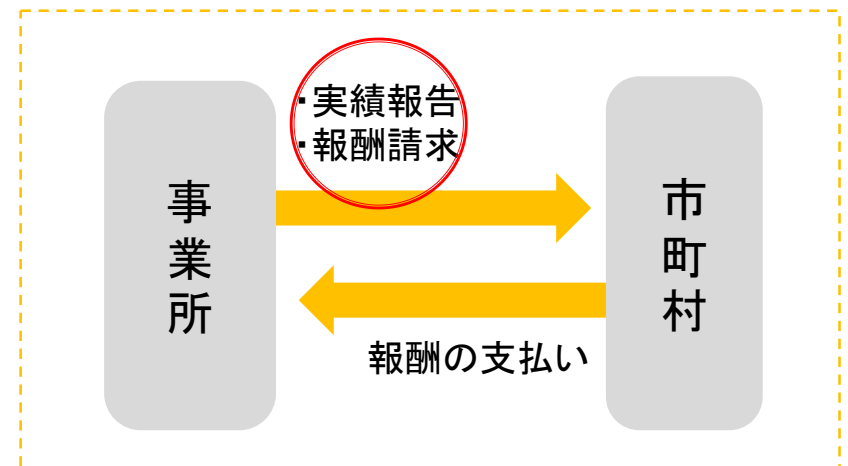 ・実績報告
・報酬請求
事業所
市町村
報酬の支払い